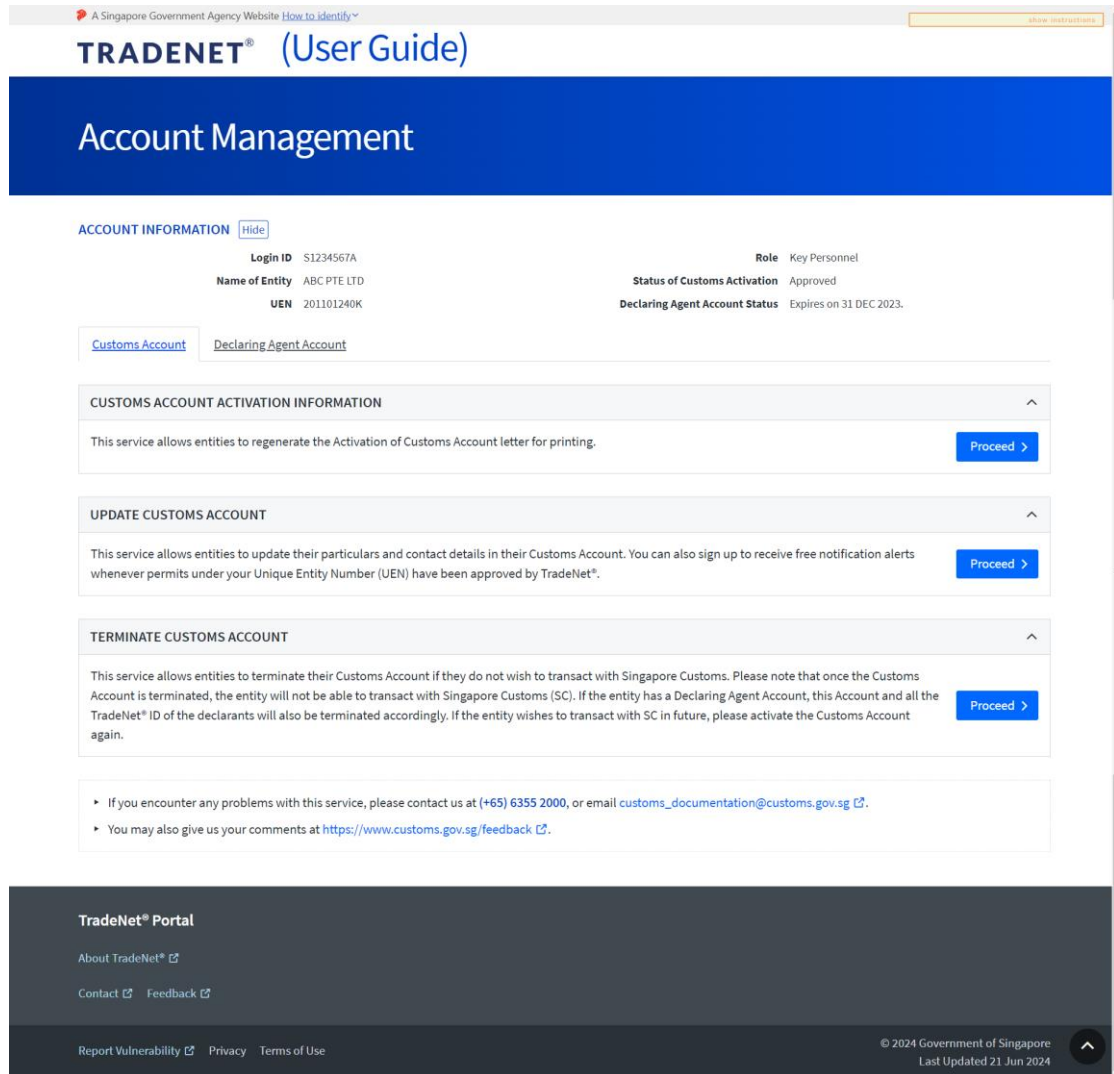 A Singapore Government Agency Website How to identify
show instructions
TRADENET® (User Guide)
Account Management
ACCOUNT INFORMATION Hide
Login ID S1234567A Role Key Personnel
Name of Entity ABC PTE LTD Status of Customs Activation Approved
UEN 201101240K Declaring Agent Account Status Expires on 31 DEC 2023.
Customs Account Declaring Agent Account
CUSTOMS ACCOUNT ACTIVATION INFORMATION
This service allows entities to regenerate the Activation of Customs Account letter for printing.
Proceed
UPDATE CUSTOMS ACCOUNT
This service allows entities to update their particulars and contact details in their Customs Account. You can also sign up to receive free notification alerts
whenever permits under your Unique Entity Number (UEN) have been approved by TradeNet®.
Proceed
TERMINATE CUSTOMS ACCOUNT
This service allows entities to terminate their Customs Account if they do not wish to transact with Singapore Customs. Please note that once the Customs
Account is terminated, the entity will not be able to transact with Singapore Customs (SC). If the entity has a Declaring Agent Account, this Account and all the
TradeNet® ID of the declarants will also be terminated accordingly. If the entity wishes to transact with SC in future, please activate the Customs Account
again.
Proceed
‣ If you encounter any problems with this service, please contact us at (+65) 6355 2000, or email customs_documentation@customs.gov.sg.
‣ You may also give us your comments at https://www.customs.gov.sg/feedback.
TradeNet® Portal
About TradeNet®
Contact Feedback
Report Vulnerability Privacy Terms of Use
© 2024 Government of Singapore
Last Updated 21 Jun 2024